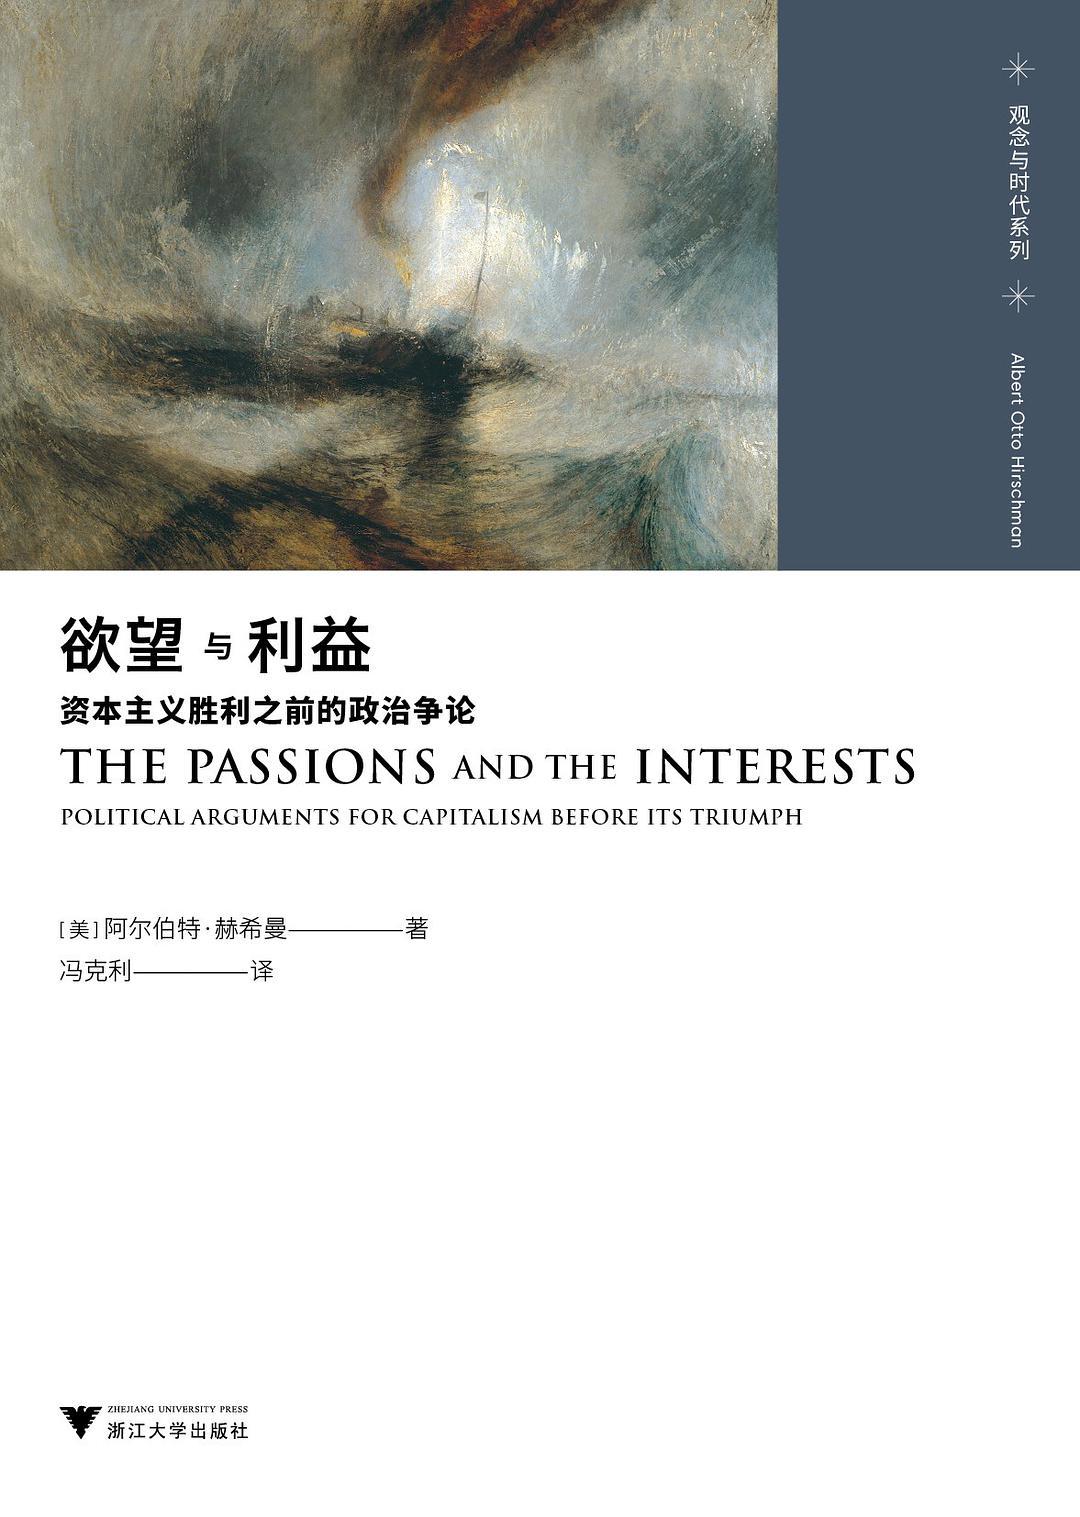 观念与时代系列
Albert Otto Hirschman
欲望与利益
资本主义胜利之前的政治争论
THE PASSIONS AND THE INTERESTS
POLITICAL ARGUMENTS FOR CAPITALISM BEFORE ITS TRIUMPH
[美]阿尔伯特·赫希曼————著
冯克利————译
ZHEJIANG UNIVERSITY PRESS
浙江大学出版社